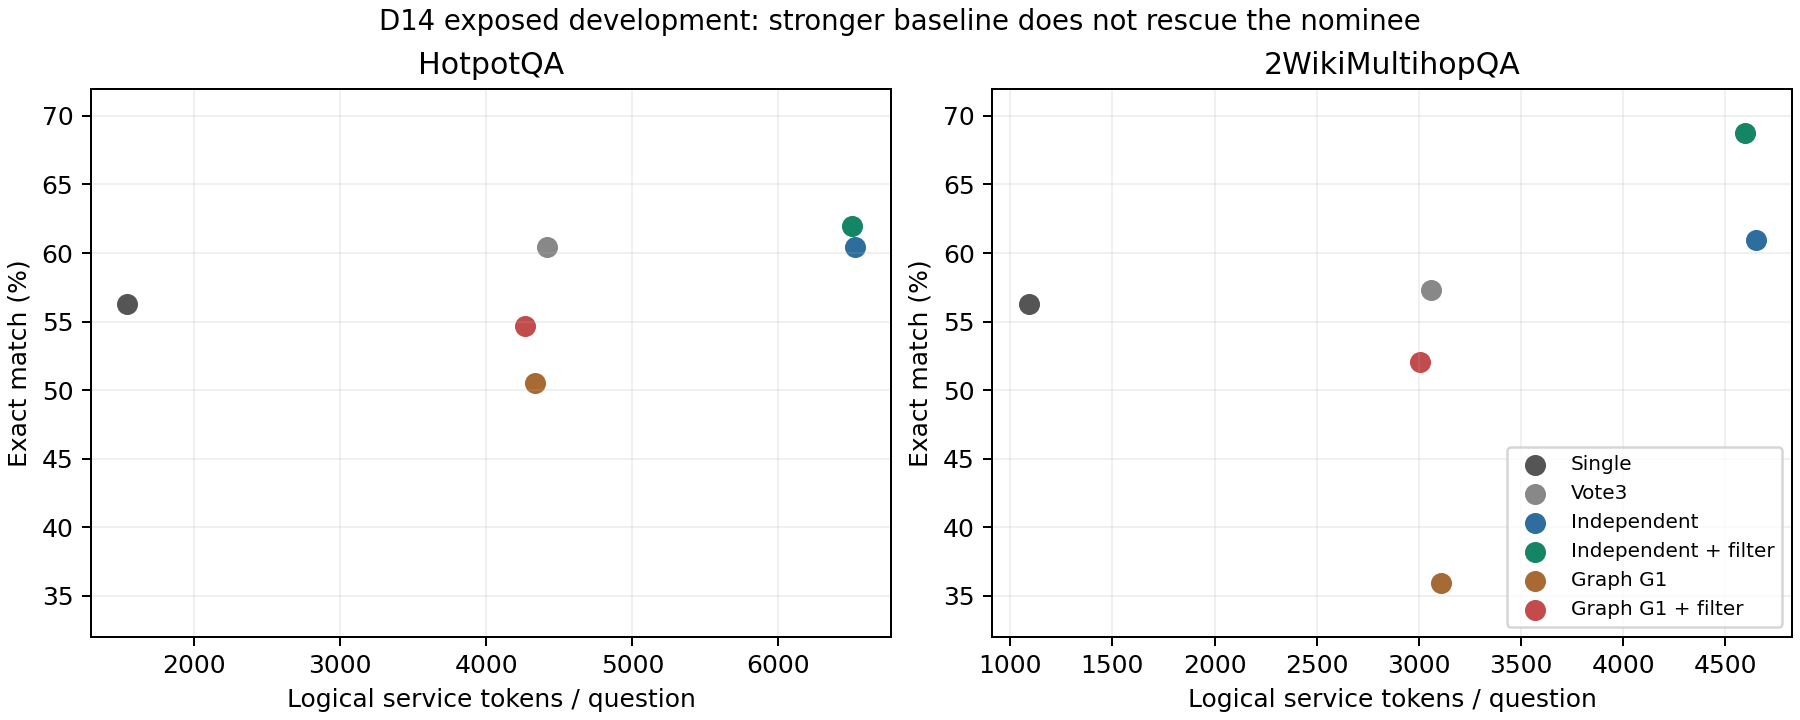 D14 exposed development: stronger baseline does not rescue the nominee
HotpotQA
70
65
60
55
50
45
40
35
Exact match (%)
2000 3000 4000 5000 6000
Logical service tokens / question
2WikiMultihopQA
70
65
60
55
50
45
40
35
Exact match (%)
Single
Vote3
Independent
Independent + filter
Graph G1
Graph G1 + filter
1000 1500 2000 2500 3000 3500 4000 4500
Logical service tokens / question